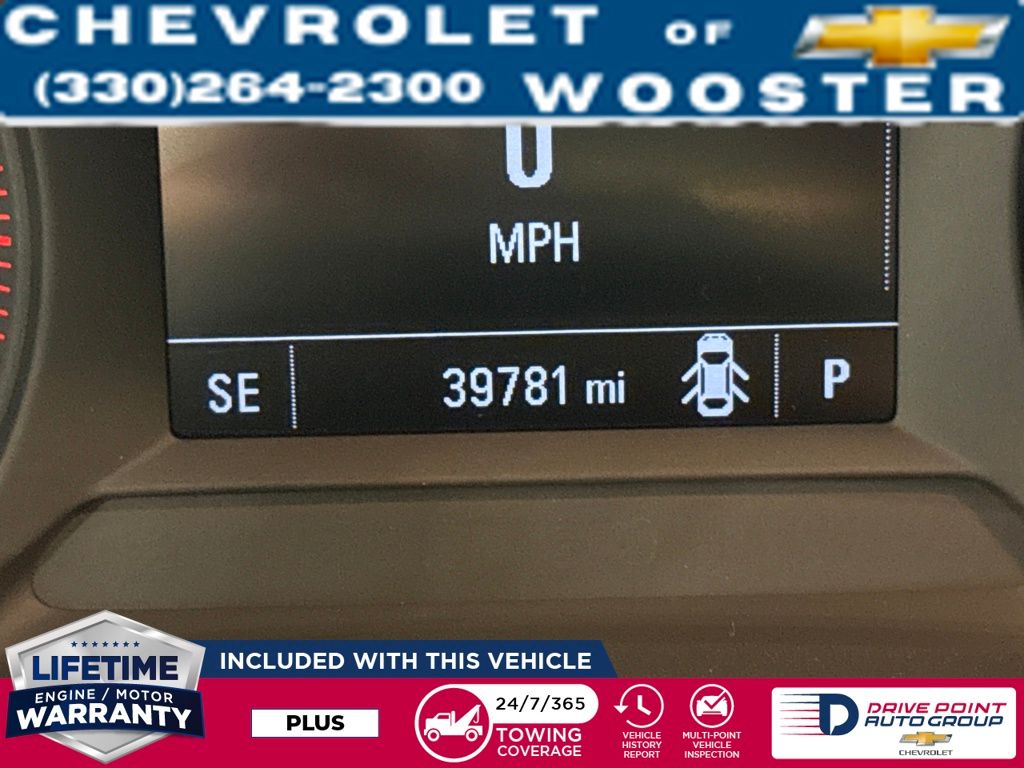 CHEVROLET OF
(330)264-2300 WOOSTER
0
MPH
SE
39781 mi
P
LIFETIME
ENGINE / MOTOR
WARRANTY
INCLUDED WITH THIS VEHICLE
PLUS
24/7/365
TOWING
COVERAGE
VEHICLE
HISTORY
REPORT
MULTI-POINT
VEHICLE
INSPECTION
D
DRIVE POINT
AUTO GROUP
CHEVROLET